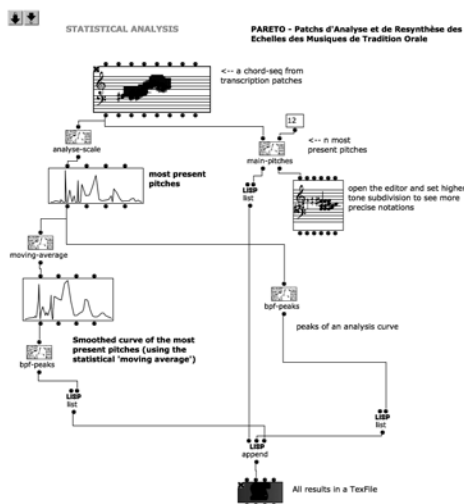 STATISTICAL ANALYSIS
PARETO - Patchs d'Analyse et de Resynthèse des
Echelles des Musiques de Tradition Orale
<-- a chord-seq from
transcription patches
12
analyse-scale
<-- n most
present pitches
main-pitches
most present
pitches
LISP
list
open the editor and set higher
tone subdivision to see more
precise notations
moving-average
bpf-peaks
peaks of an analysis curve
Smoothed curve of the most
present pitches (using the
statistical 'moving average')
bpf-peaks
LISP
list
LISP
list
LISP
append
All results in a TexFile